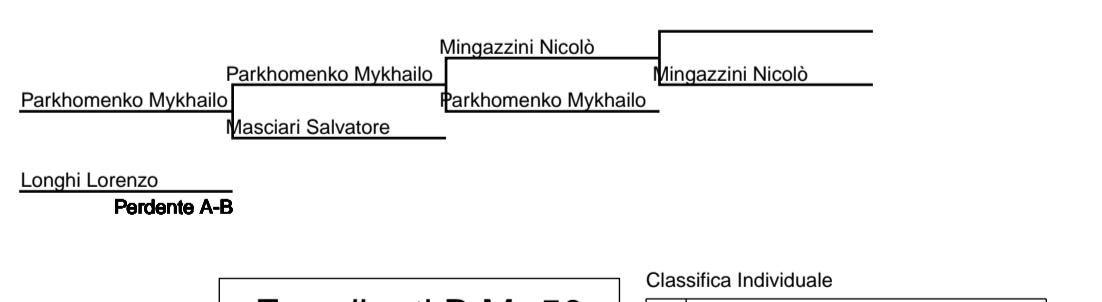 Mingazzini Nicolò
Parkhomenko Mykhailo
Mingazzini Nicolò
Parkhomenko Mykhailo
Parkhomenko Mykhailo
Masciari Salvatore
Longhi Lorenzo
Perdente A-B
Classifica Individuale